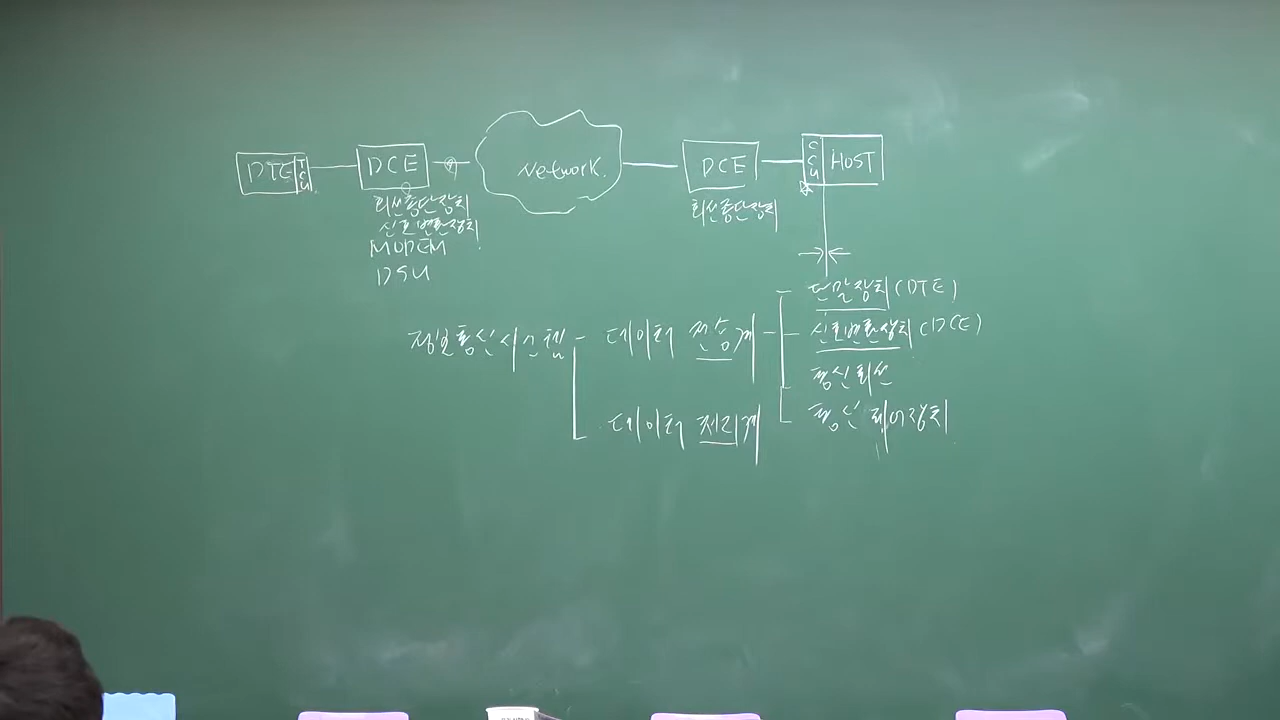 DTE TCU
DCE
Network.
DCE
CCU HOST
회선종단장치
신호변환장치
MODEM
DSU
회선종단장치
정보통신시스템
데이터 전송계
단말장치(DTE)
신호변환장치(DCE)
통신회선
통신제어장치
데이터 처리계